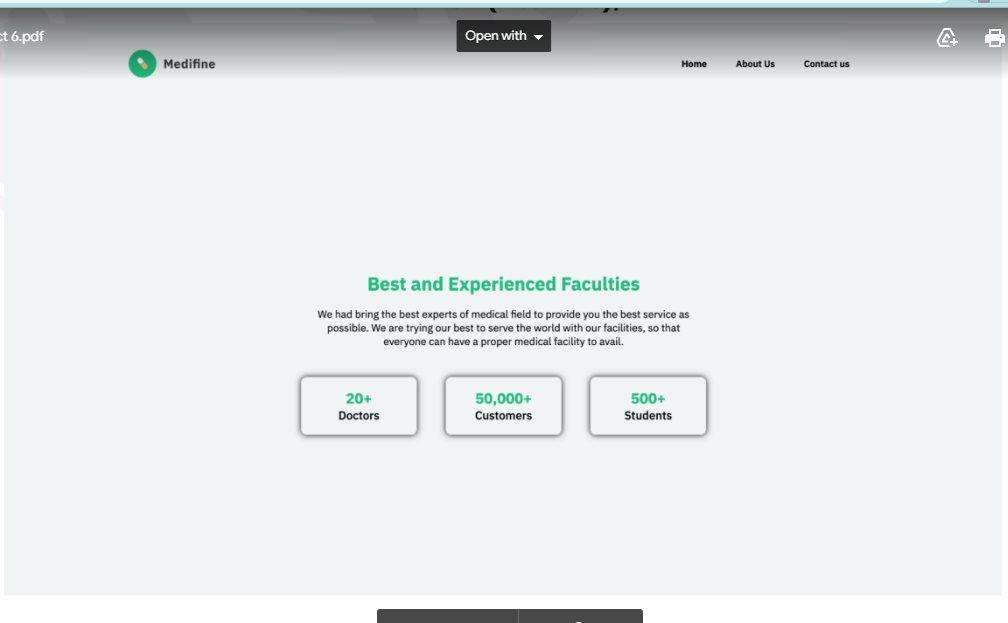 ct 6.pdf
Open with
Medifine
Home About Us Contact us
Best and Experienced Faculties
We had bring the best experts of medical field to provide you the best service as
possible. We are trying our best to serve the world with our facilities, so that
everyone can have a proper medical facility to avail.
20+
Doctors
50,000+
Customers
500+
Students